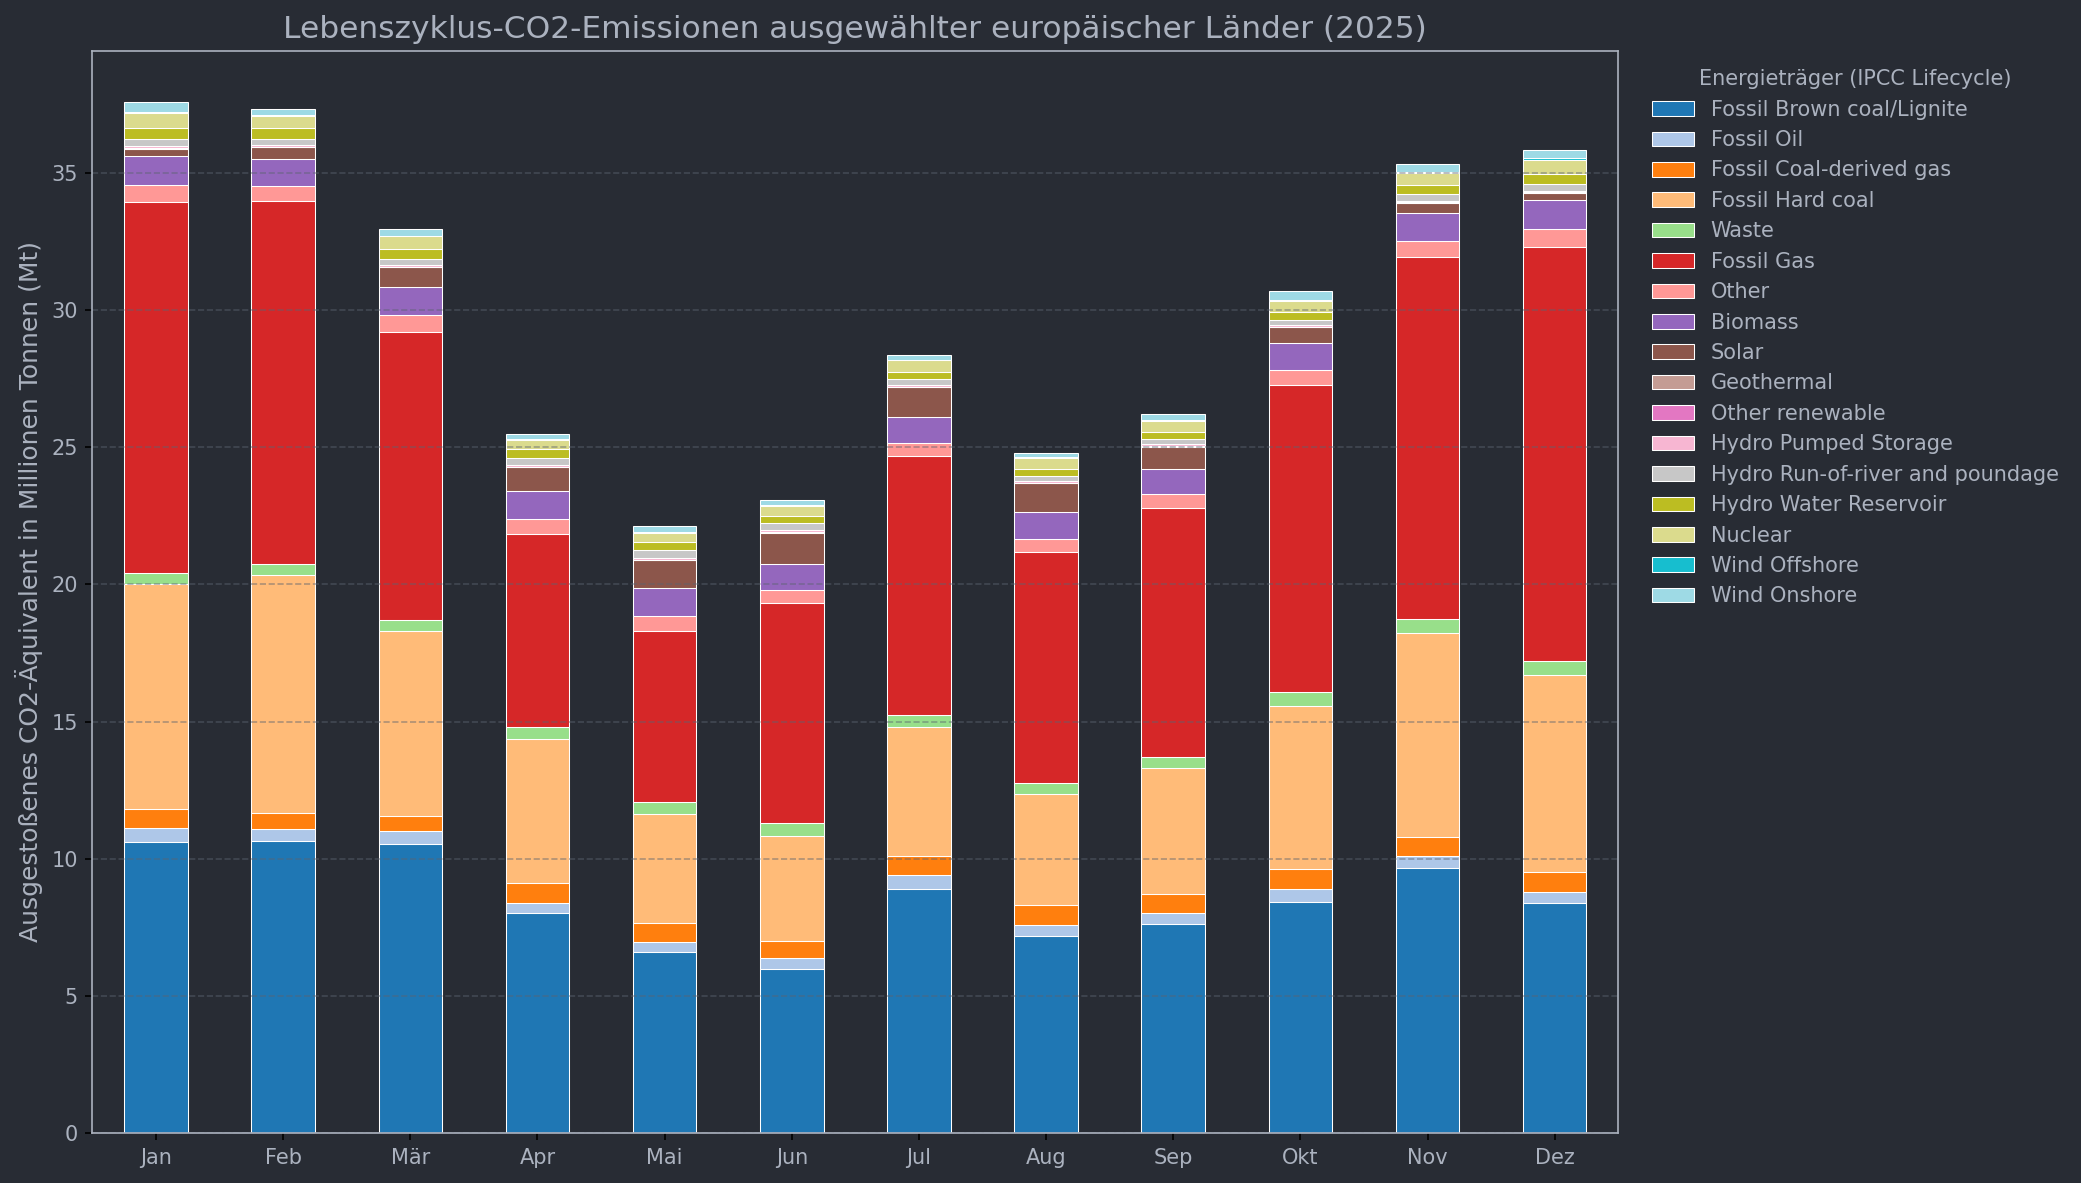 Lebenszyklus-CO2-Emissionen ausgewählter europäischer Länder (2025)
Ausgestoßenes CO2-Äquivalent in Millionen Tonnen (Mt)
35
30
25
20
15
10
5
0
Jan
Feb
Mär
Apr
Mai
Jun
Jul
Aug
Sep
Okt
Nov
Dez
Energieträger (IPCC Lifecycle)
Fossil Brown coal/Lignite
Fossil Oil
Fossil Coal-derived gas
Fossil Hard coal
Waste
Fossil Gas
Other
Biomass
Solar
Geothermal
Other renewable
Hydro Pumped Storage
Hydro Run-of-river and poundage
Hydro Water Reservoir
Nuclear
Wind Offshore
Wind Onshore